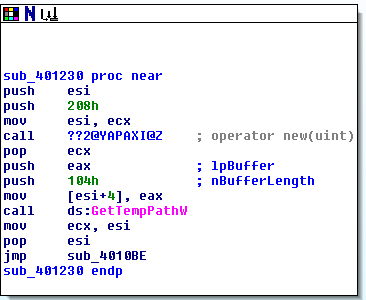 sub_401230 proc near
push esi
push 208h
mov esi, ecx
call ??2@YAPAXI@Z ; operator new(uint)
pop ecx
push eax ; lpBuffer
push 104h ; nBufferLength
mov [esi+4], eax
call ds:GetTempPathW
mov ecx, esi
pop esi
jmp sub_4010BE
sub_401230 endp